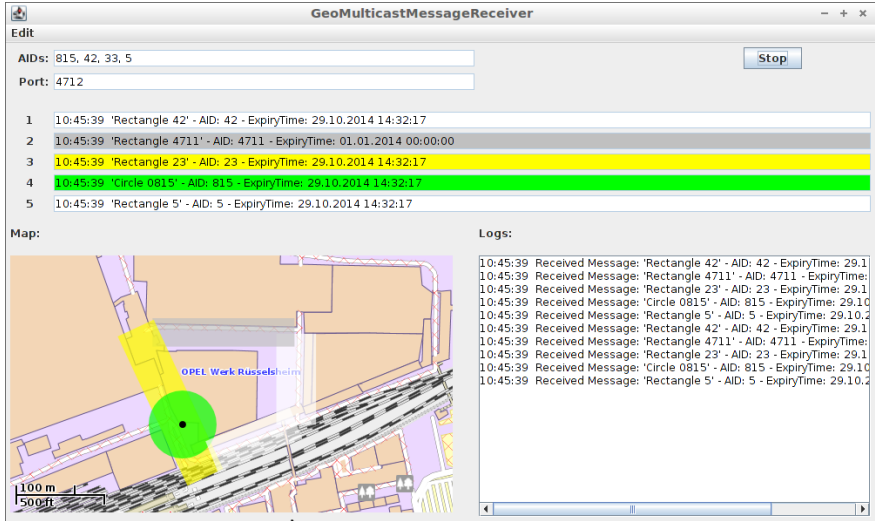 GeoMulticastMessageReceiver
Edit
AIDs: 815, 42, 33, 5
Stop
Port: 4712
1 10:45:39 'Rectangle 42' - AID: 42 - ExpiryTime: 29.10.2014 14:32:17
2 10:45:39 'Rectangle 4711' - AID: 4711 - ExpiryTime: 01.01.2014 00:00:00
3 10:45:39 'Rectangle 23' - AID: 23 - ExpiryTime: 29.10.2014 14:32:17
4 10:45:39 'Circle 0815' - AID: 815 - ExpiryTime: 29.10.2014 14:32:17
5 10:45:39 'Rectangle 5' - AID: 5 - ExpiryTime: 29.10.2014 14:32:17
Map:
OPEL Werk Rüsselsheim
100 m
500 ft
Logs:
10:45:39 Received Message: 'Rectangle 42' - AID: 42 - ExpiryTime: 29.1
10:45:39 Received Message: 'Rectangle 4711' - AID: 4711 - ExpiryTime:
10:45:39 Received Message: 'Rectangle 23' - AID: 23 - ExpiryTime: 29.1
10:45:39 Received Message: 'Circle 0815' - AID: 815 - ExpiryTime: 29.10
10:45:39 Received Message: 'Rectangle 5' - AID: 5 - ExpiryTime: 29.10.2
10:45:39 Received Message: 'Rectangle 42' - AID: 42 - ExpiryTime: 29.1
10:45:39 Received Message: 'Rectangle 4711' - AID: 4711 - ExpiryTime:
10:45:39 Received Message: 'Rectangle 23' - AID: 23 - ExpiryTime: 29.1
10:45:39 Received Message: 'Circle 0815' - AID: 815 - ExpiryTime: 29.10
10:45:39 Received Message: 'Rectangle 5' - AID: 5 - ExpiryTime: 29.10.2